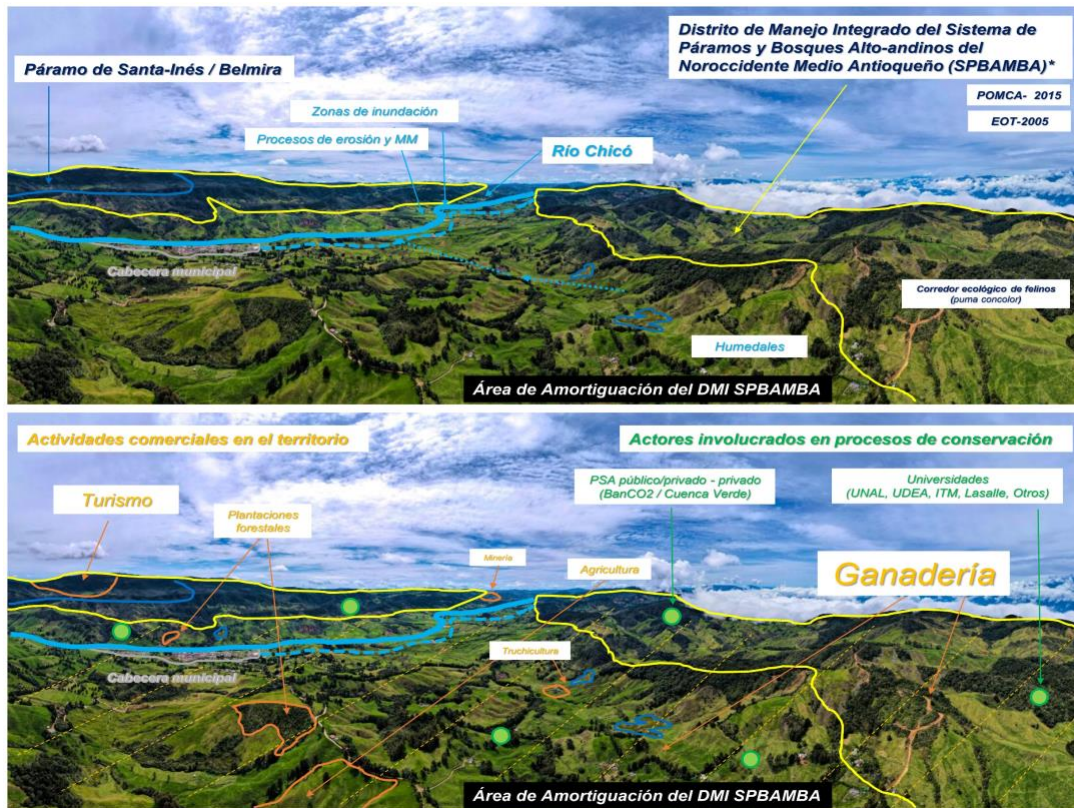 Páramo de Santa-Inés / Belmira
Distrito de Manejo Integrado del Sistema de
Páramos y Bosques Alto-andinos del
Noroccidente Medio Antioqueño (SPBAMBA)*
POMCA- 2015
EOT-2005
Zonas de inundación
Procesos de erosión y MM
Río Chicó
Cabecera municipal
Corredor ecológico de felinos
(puma concolor)
Humedales
Área de Amortiguación del DMI SPBAMBA
Actividades comerciales en el territorio
Actores involucrados en procesos de conservación
Turismo
Plantaciones
forestales
Minería
Agricultura
PSA público/privado - privado
(BanCO2 / Cuenca Verde)
Universidades
(UNAL, UDEA, ITM, Lasalle, Otros)
Ganadería
Truchicultura
Cabecera municipal
Área de Amortiguación del DMI SPBAMBA